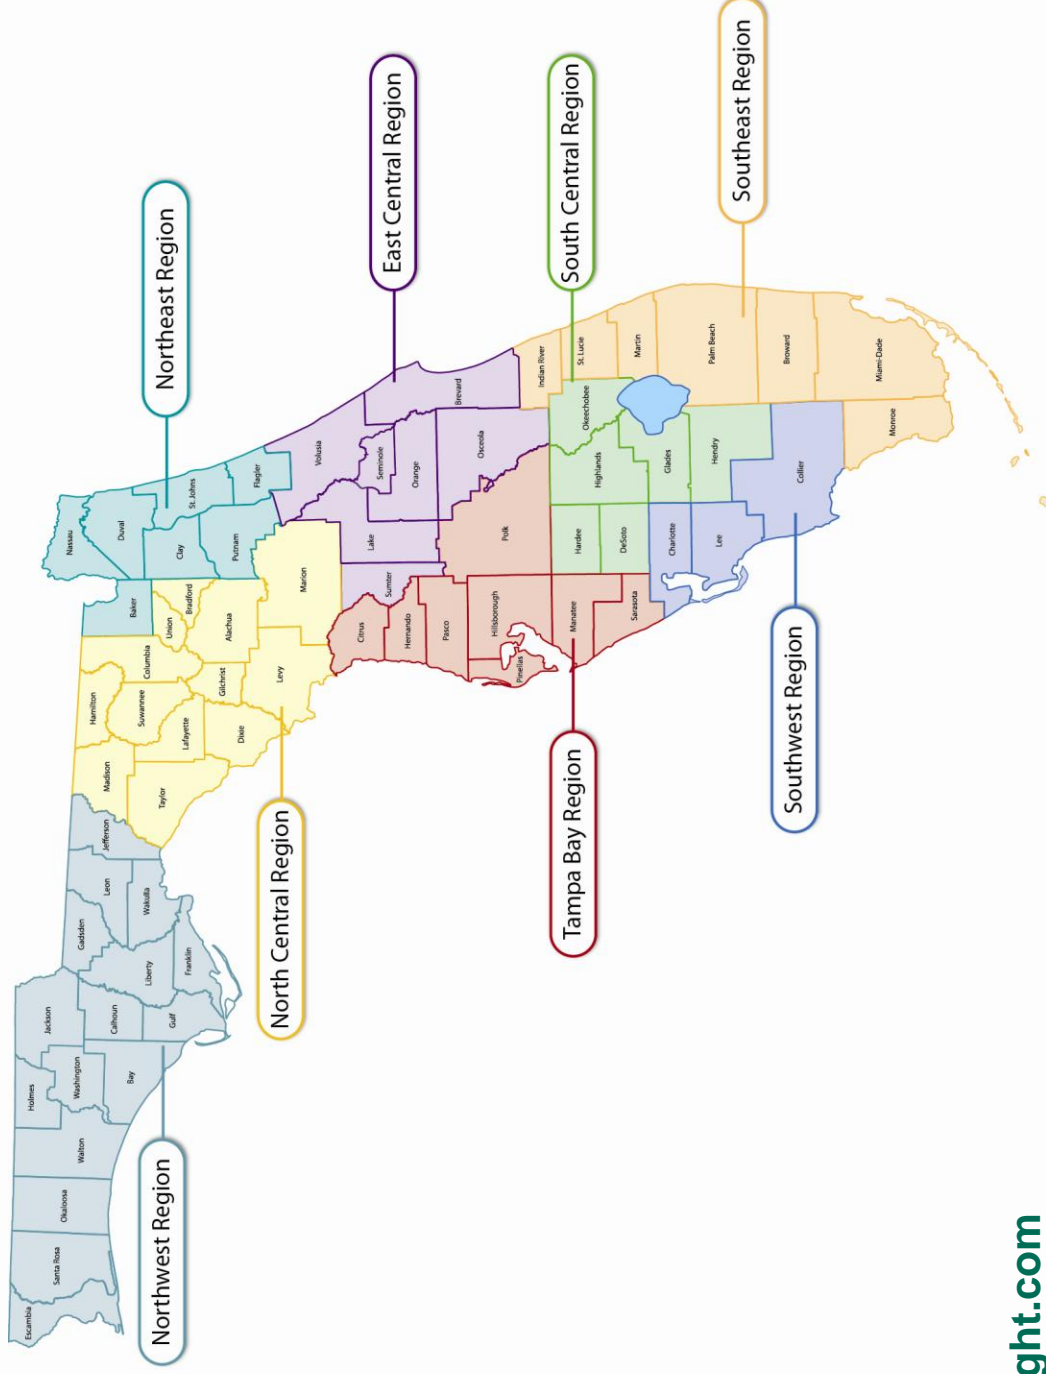 Northwest Region
Escambia
Santa Rosa
Okaloosa
Walton
Holmes
Washington
Bay
Jackson
Calhoun
Gulf
Gadsden
Liberty
Franklin
Leon
Wakulla
Jefferson
North Central Region
Madison
Taylor
Hamilton
Suwannee
Lafayette
Dixie
Columbia
Gilchrist
Levy
Union
Bradford
Alachua
Marion
Northeast Region
Baker
Nassau
Duval
Clay
St. Johns
Putnam
Flagler
East Central Region
Volusia
Seminole
Orange
Lake
Sumter
Brevard
Osceola
Tampa Bay Region
Citrus
Hernando
Pasco
Hillsborough
Pinellas
Polk
Manatee
Sarasota
South Central Region
Okeechobee
Highlands
Hardee
DeSoto
Glades
Hendry
Southwest Region
Charlotte
Lee
Collier
Southeast Region
Indian River
St. Lucie
Martin
Palm Beach
Broward
Miami-Dade
Monroe
ght.com